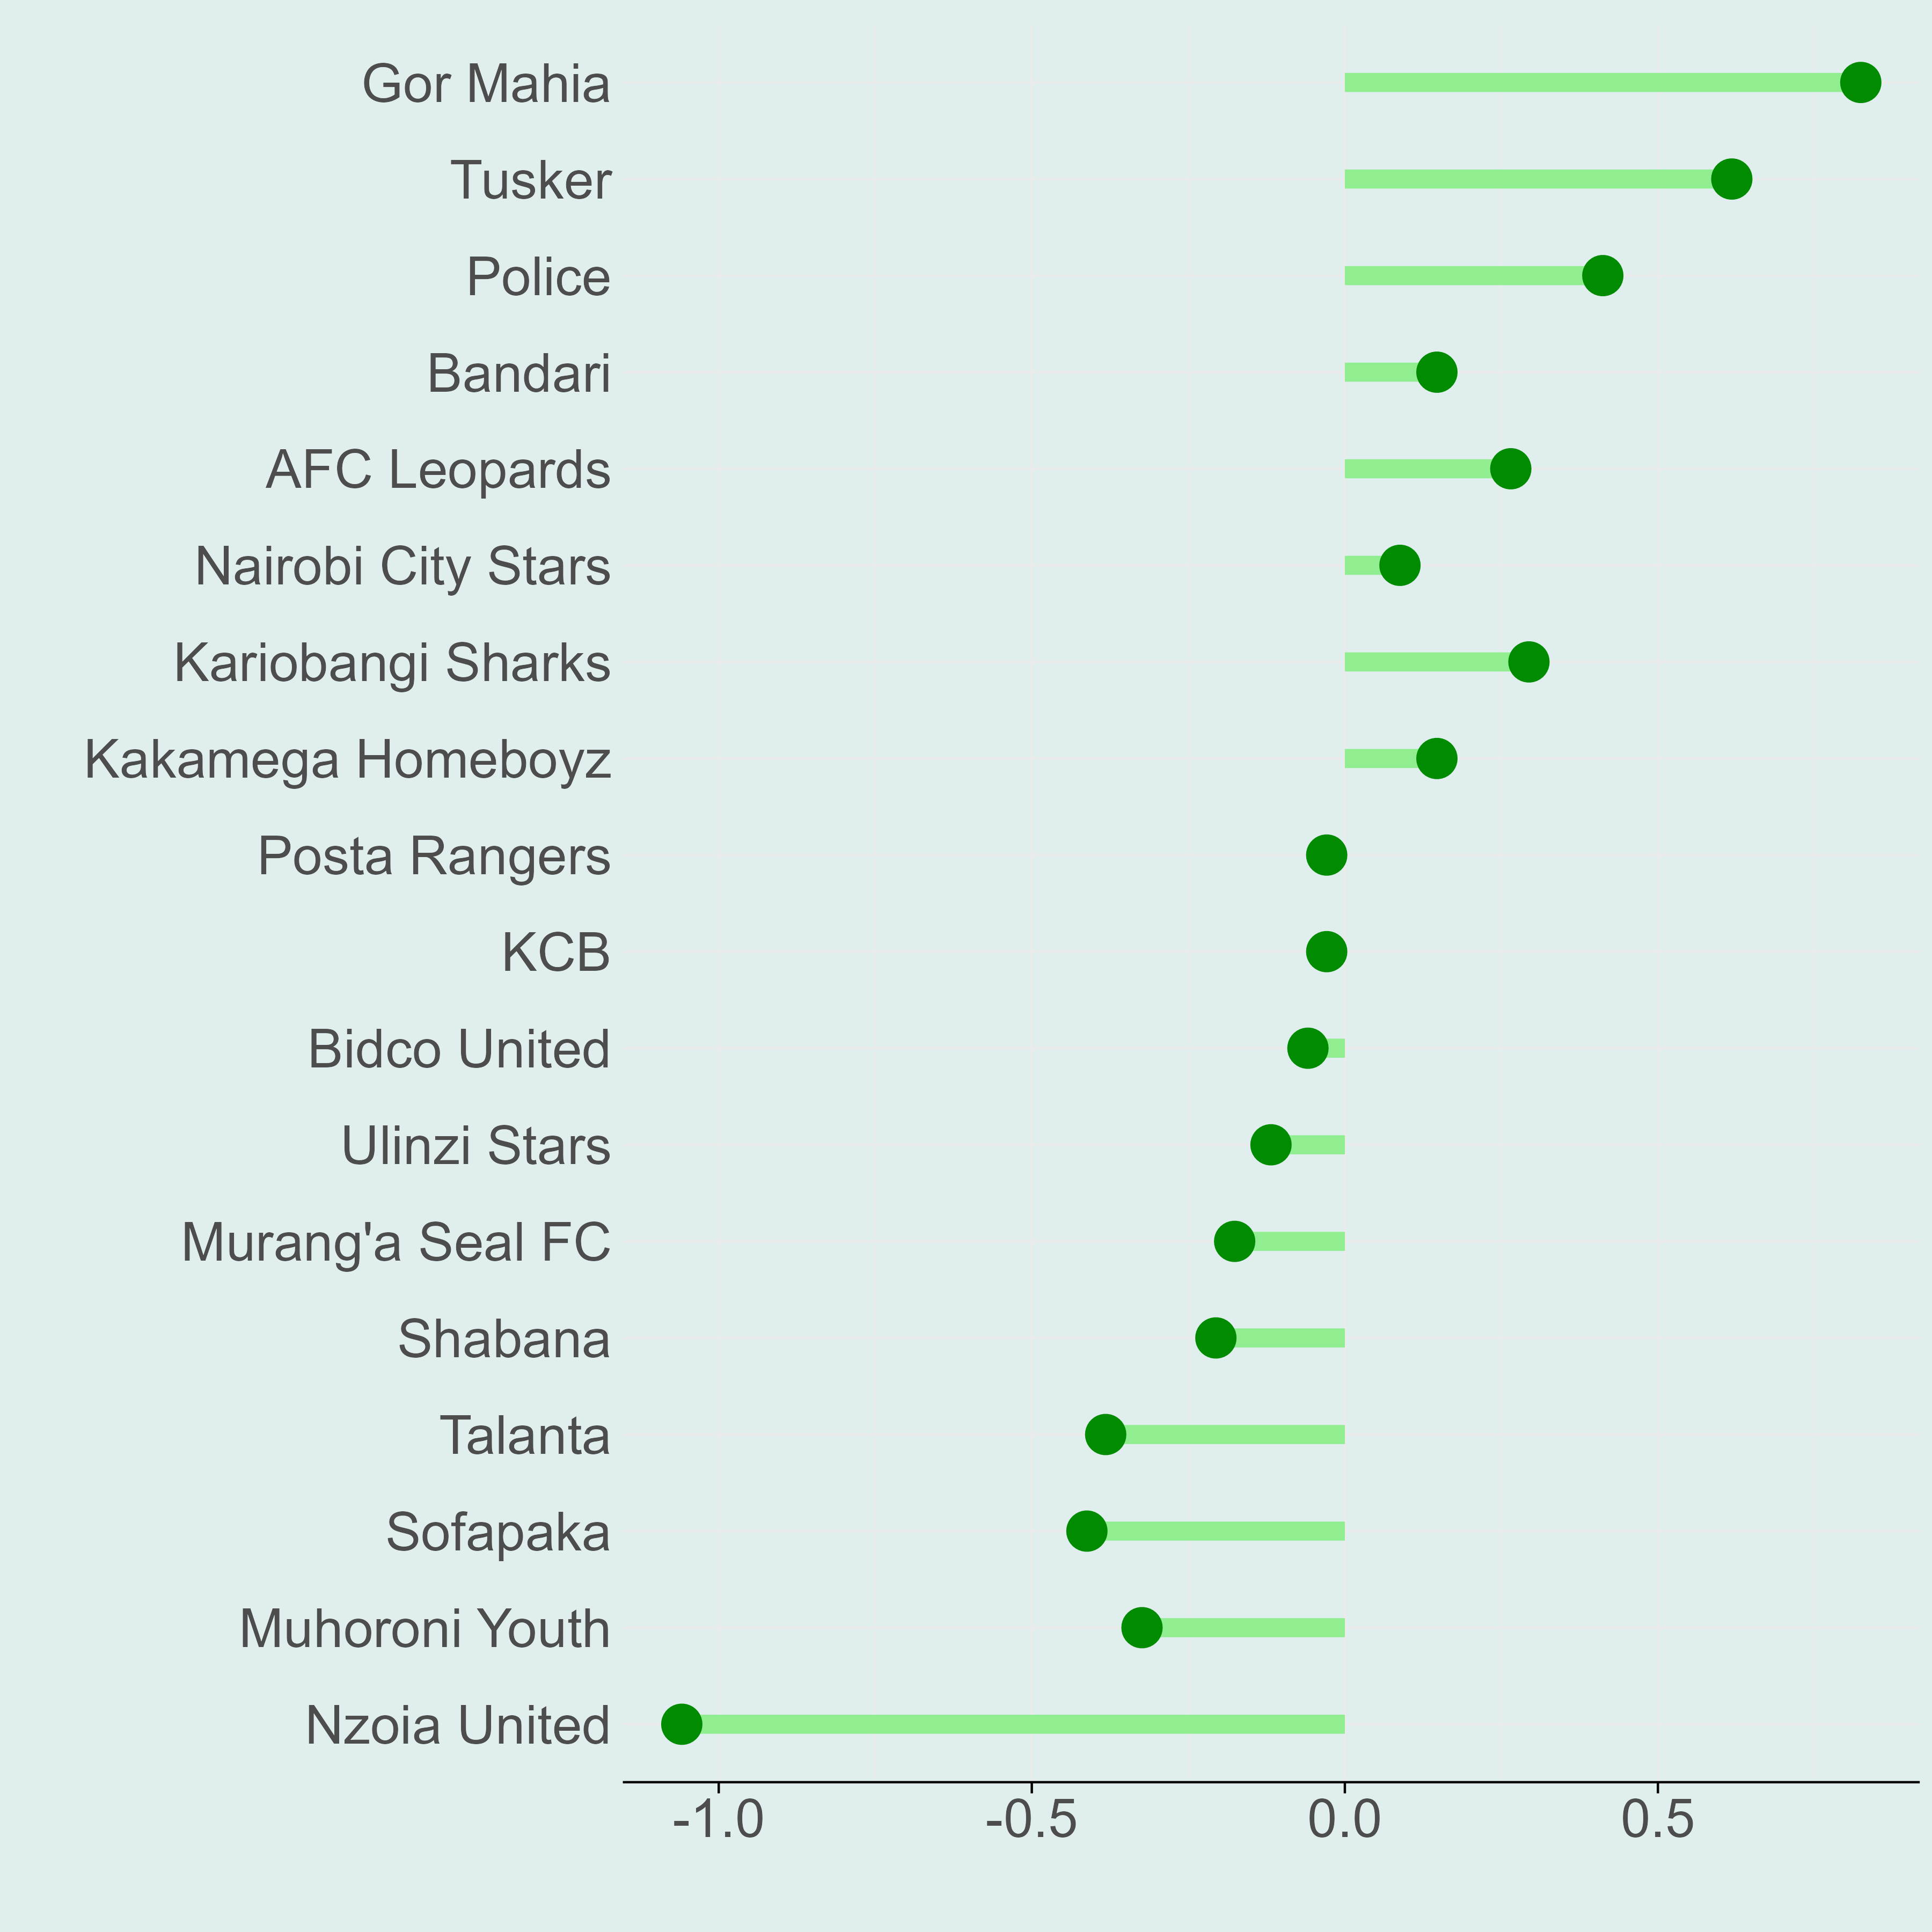 Gor Mahia
Tusker
Police
Bandari
AFC Leopards
Nairobi City Stars
Kariobangi Sharks
Kakamega Homeboyz
Posta Rangers
KCB
Bidco United
Ulinzi Stars
Murang'a Seal FC
Shabana
Talanta
Sofapaka
Muhoroni Youth
Nzoia United
-1.0 -0.5 0.0 0.5